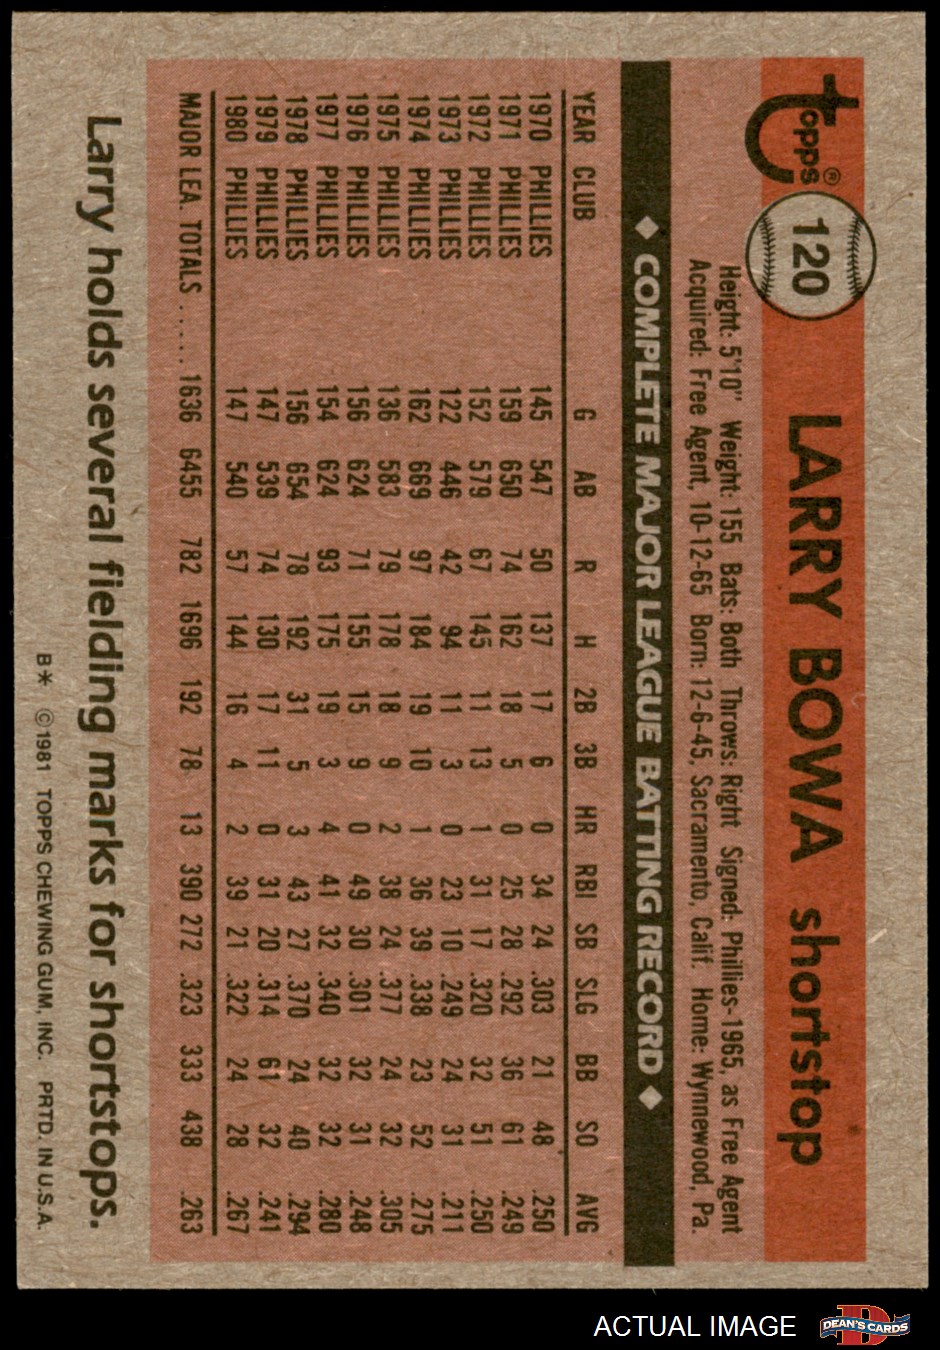 topps®
120
LARRY BOWA shortstop
Height: 5'10" Weight: 155 Bats: Both Throws: Right Signed: Phillies-1965, as Free Agent
Acquired: Free Agent, 10-12-65 Born: 12-6-45, Sacramento, Calif. Home: Wynnewood, Pa.
◆ COMPLETE MAJOR LEAGUE BATTING RECORD ◆
YEAR CLUB G AB R H 2B 3B HR RBI SB SLG BB SO AVG
1970 PHILLIES 145 547 50 137 17 6 0 34 24 .303 21 48 .250
1971 PHILLIES 159 650 74 162 18 5 0 25 28 .292 36 61 .249
1972 PHILLIES 152 579 67 145 11 13 1 31 17 .320 32 51 .250
1973 PHILLIES 122 446 42 94 11 3 0 23 10 .249 24 31 .211
1974 PHILLIES 162 669 97 184 19 10 1 36 39 .338 23 52 .275
1975 PHILLIES 136 583 79 178 18 9 2 38 24 .377 24 32 .305
1976 PHILLIES 156 624 71 155 15 9 0 49 30 .301 32 31 .248
1977 PHILLIES 154 624 93 175 19 3 4 41 32 .340 32 32 .280
1978 PHILLIES 156 654 78 192 31 5 3 43 27 .370 24 40 .294
1979 PHILLIES 147 539 74 130 17 11 0 31 20 .314 61 32 .241
1980 PHILLIES 147 540 57 144 16 4 2 39 21 .322 24 28 .267
MAJOR LEA. TOTALS ..... 1636 6455 782 1696 192 78 13 390 272 .323 333 438 .263
Larry holds several fielding marks for shortstops.
B* ©1981 TOPPS CHEWING GUM, INC. PRTD. IN U.S.A.
ACTUAL IMAGE
DEAN'S CARDS